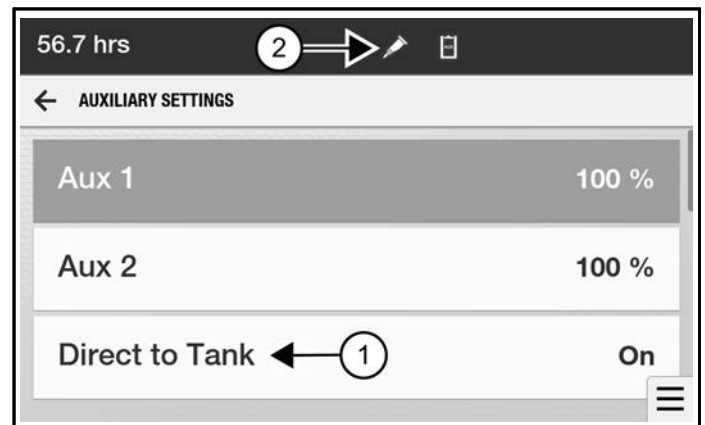 56.7 hrs
2
AUXILIARY SETTINGS
Aux 1 100 %
Aux 2 100 %
Direct to Tank 1 On